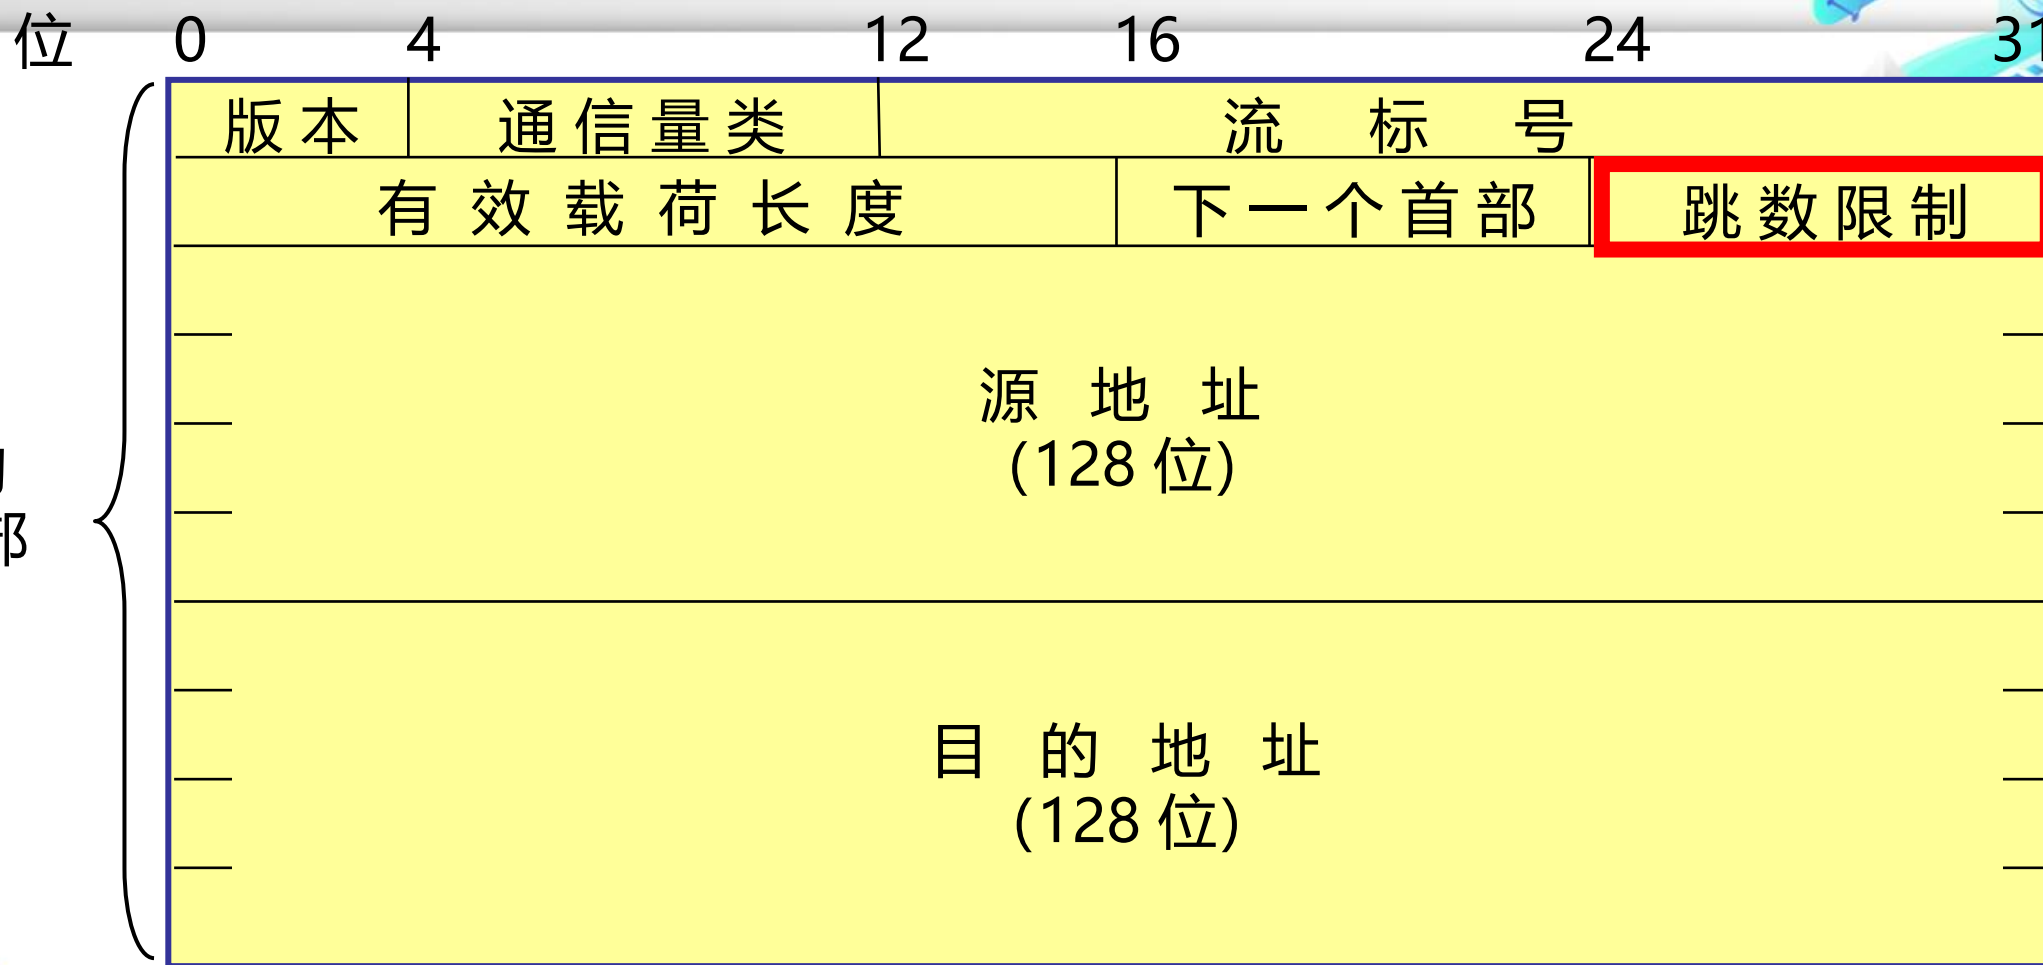 位 0 4 12 16 24 31
版本 通信量类 流标号
有效载荷长度 下一个首部 跳数限制
源地址
(128 位)
部
目的地址
(128 位)